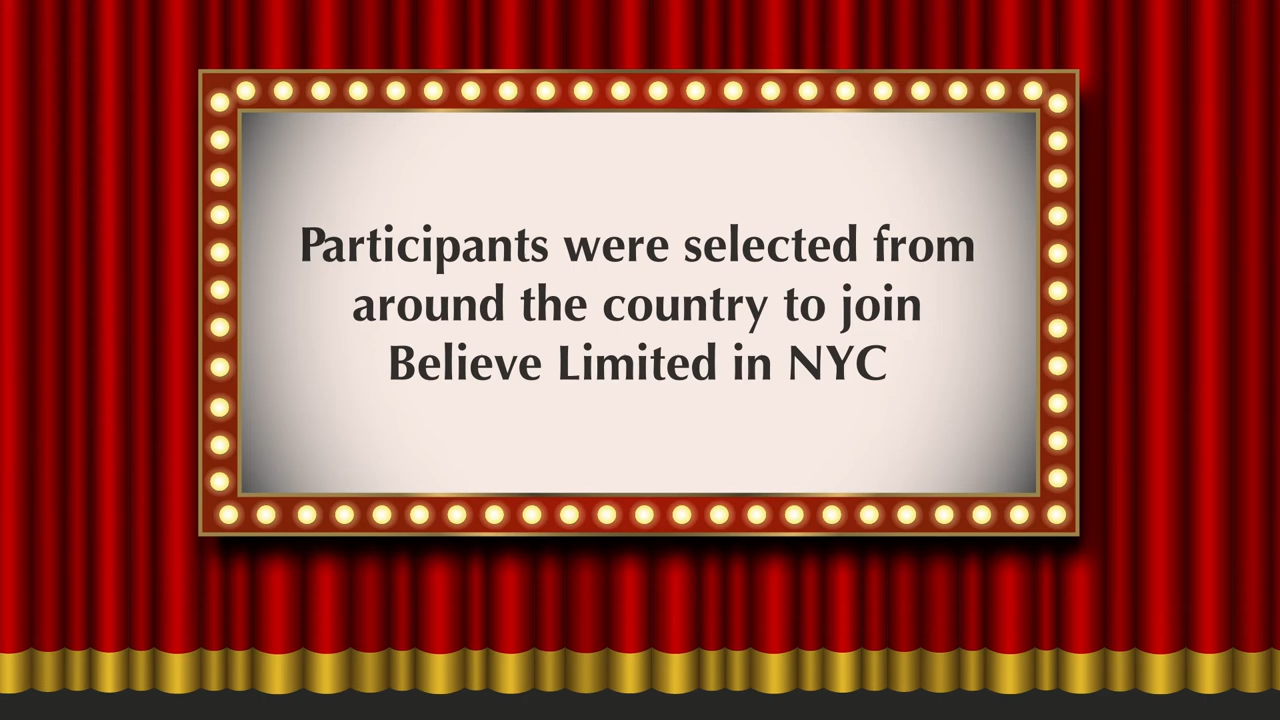 Participants were selected from
around the country to join
Believe Limited in NYC